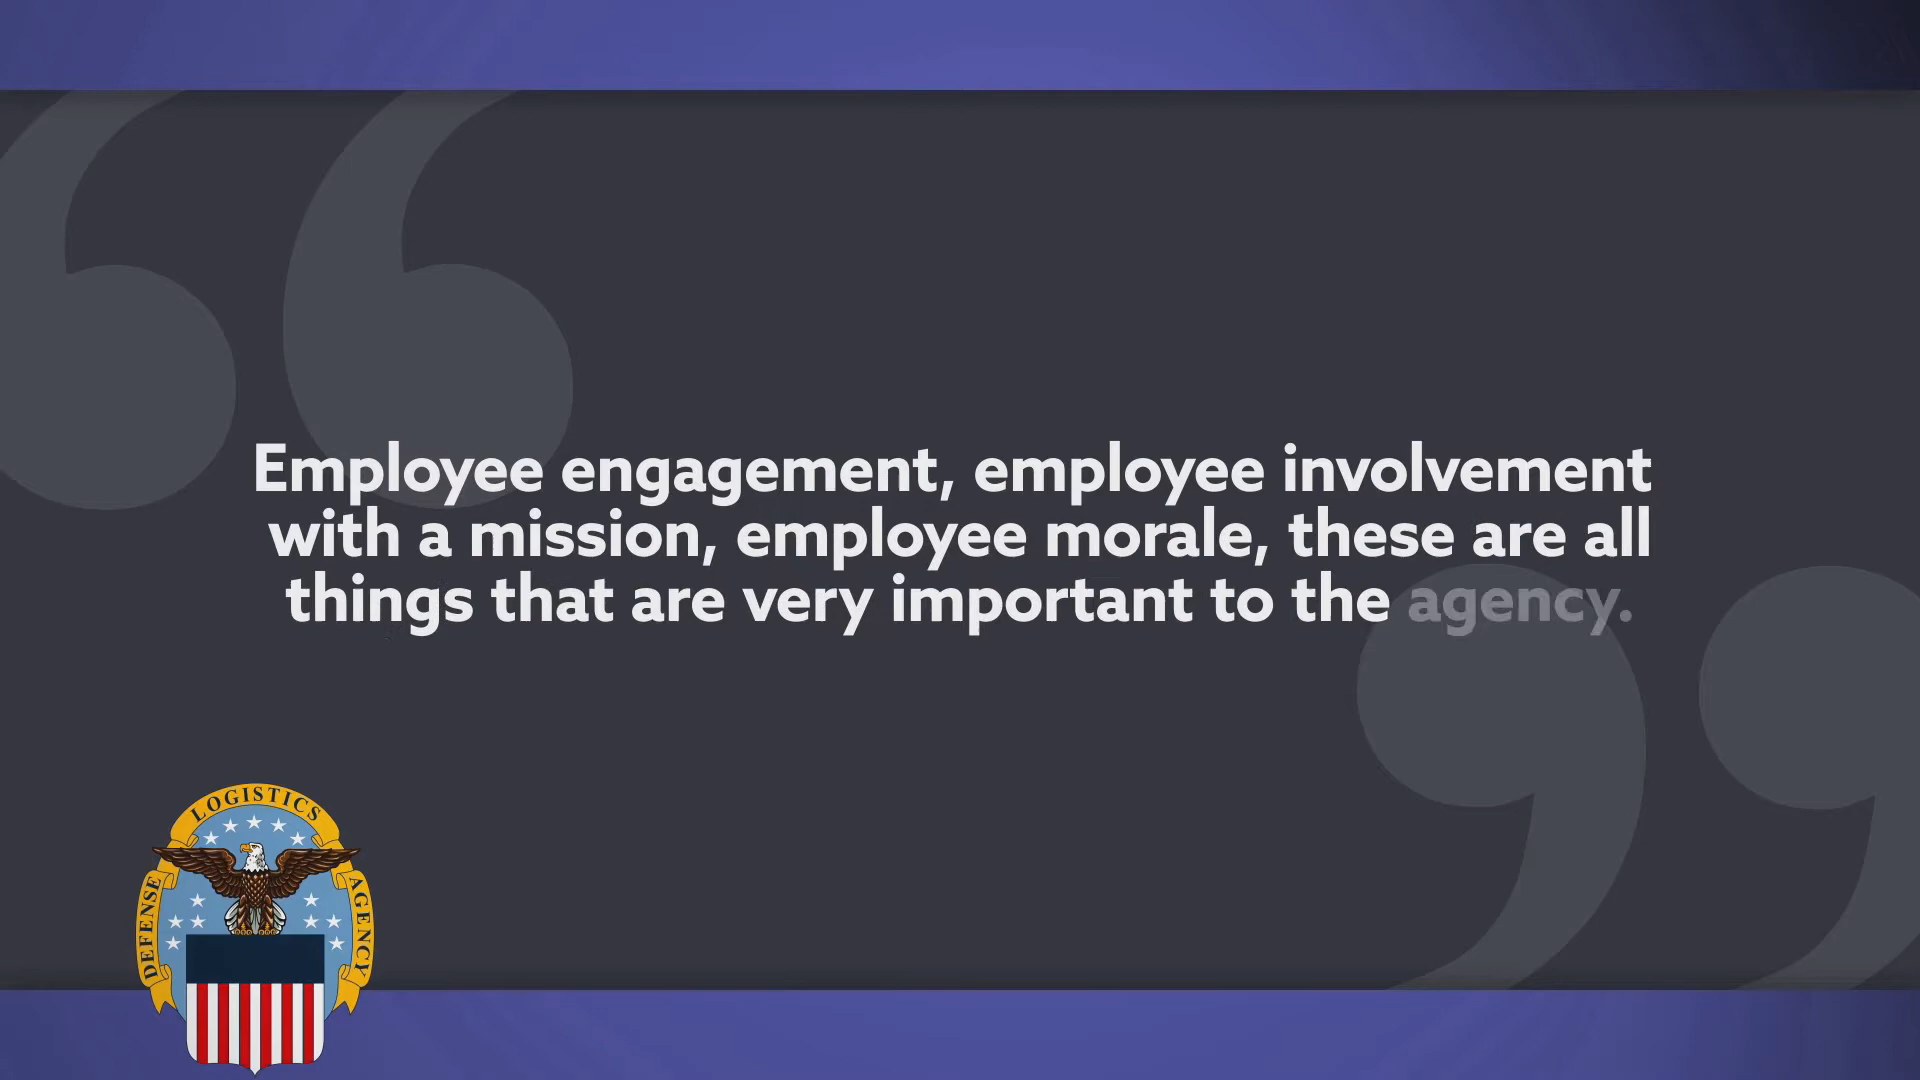 Employee engagement, employee involvement
with a mission, employee morale, these are all
things that are very important to the agency.
DEFENSE LOGISTICS AGENCY